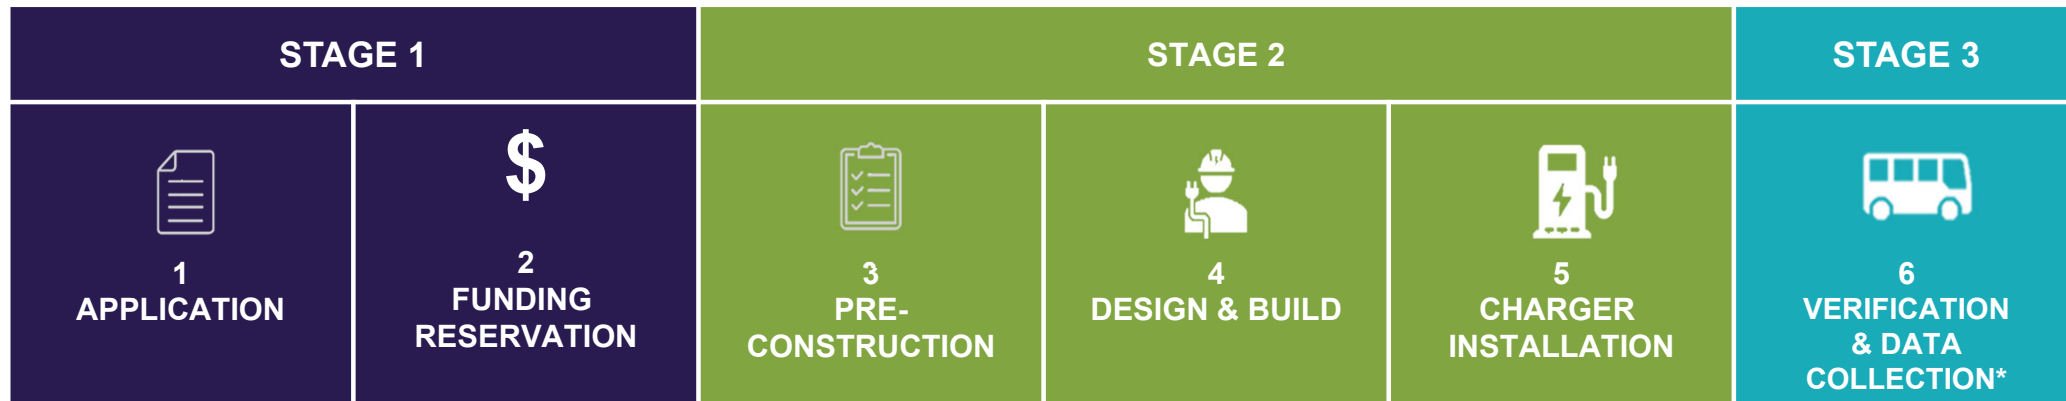 STAGE 1
STAGE 2
STAGE 3
1
APPLICATION
$
2
FUNDING
RESERVATION
3
PRE-
CONSTRUCTION
4
DESIGN & BUILD
5
CHARGER
INSTALLATION
6
VERIFICATION
& DATA
COLLECTION*